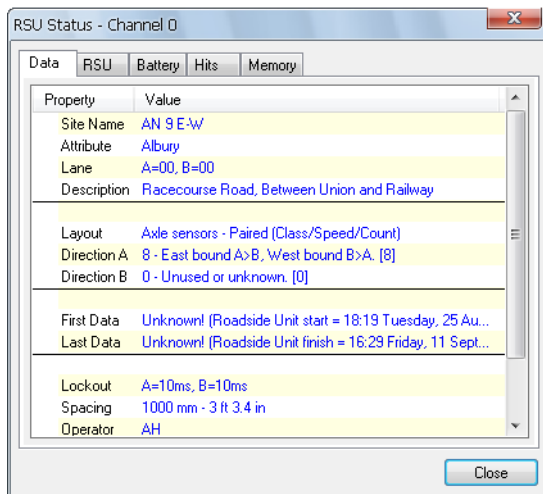 RSU Status - Channel 0
Data RSU Battery Hits Memory
Property Value
Site Name AN 9 E-W
Attribute Albury
Lane A=00, B=00
Description Racecourse Road, Between Union and Railway
Layout Axle sensors - Paired (Class/Speed/Count)
Direction A 8 - East bound A>B, West bound B>A. [8]
Direction B 0 - Unused or unknown. [0]
First Data Unknown! (Roadside Unit start = 18:19 Tuesday, 25 Au...
Last Data Unknown! (Roadside Unit finish = 16:29 Friday, 11 Sept...
Lockout A=10ms, B=10ms
Spacing 1000 mm - 3 ft 3.4 in
Operator AH
Close